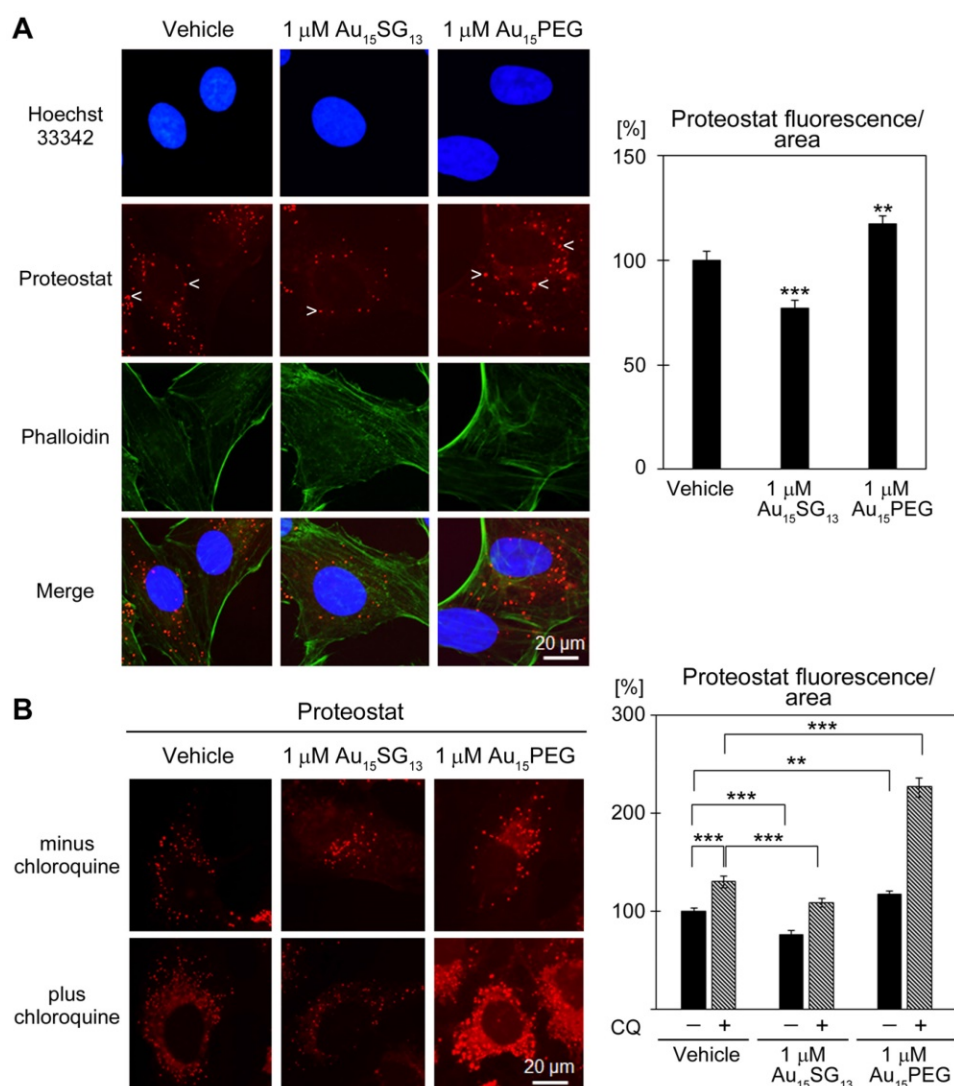 A
Vehicle
1 μM Au₁₅SG₁₃
1 μM Au₁₅PEG
Hoechst
33342
Proteostat
<
<
<
>
<
<
Phalloidin
Merge
20 μm
[%]
Proteostat fluorescence/
area
150
100
50
0
***
**
Vehicle
1 μM
Au₁₅SG₁₃
1 μM
Au₁₅PEG
B
Proteostat
Vehicle
1 μM Au₁₅SG₁₃
1 μM Au₁₅PEG
minus
chloroquine
plus
chloroquine
20 μm
[%]
Proteostat fluorescence/
area
300
200
100
0
***
**
***
***
***
CQ
– + – + – +
Vehicle
1 μM
Au₁₅SG₁₃
1 μM
Au₁₅PEG